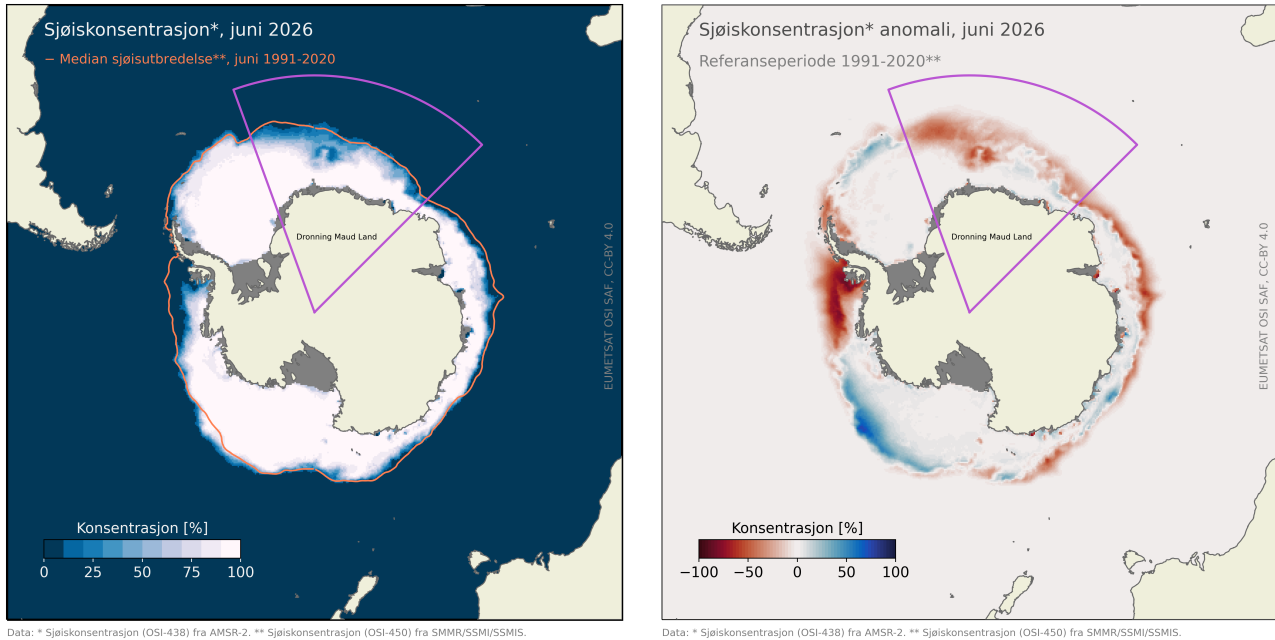 Sjøiskonsentrasjon*, juni 2026
− Median sjøisutbredelse**, juni 1991-2020
Dronning Maud Land
EUMETSAT OSI SAF, CC-BY 4.0
Konsentrasjon [%]
0 25 50 75 100
Data: * Sjøiskonsentrasjon (OSI-438) fra AMSR-2. ** Sjøiskonsentrasjon (OSI-450) fra SMMR/SSMI/SSMIS.
Sjøiskonsentrasjon* anomali, juni 2026
Referanseperiode 1991-2020**
Dronning Maud Land
EUMETSAT OSI SAF, CC-BY 4.0
Konsentrasjon [%]
−100 −50 0 50 100
Data: * Sjøiskonsentrasjon (OSI-438) fra AMSR-2. ** Sjøiskonsentrasjon (OSI-450) fra SMMR/SSMI/SSMIS.